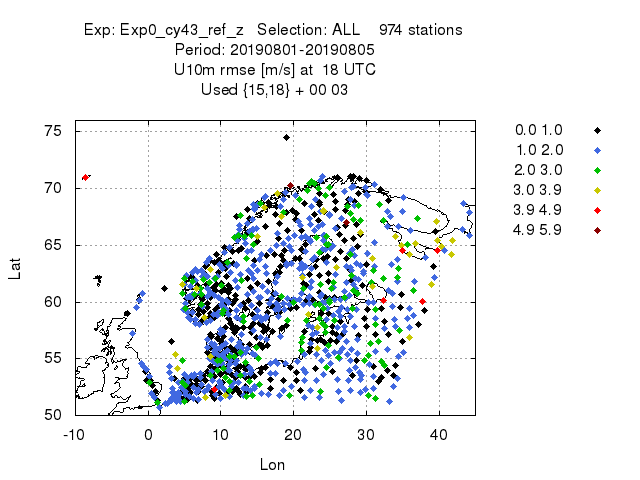 Exp: Exp0_cy43_ref_z   Selection: ALL    974 stations
Period: 20190801-20190805
U10m rmse [m/s] at  18 UTC
Used {15,18} + 00 03
75
70
65
60
55
50
-10 0 10 20 30 40
Lat
Lon
0.0 1.0
1.0 2.0
2.0 3.0
3.0 3.9
3.9 4.9
4.9 5.9